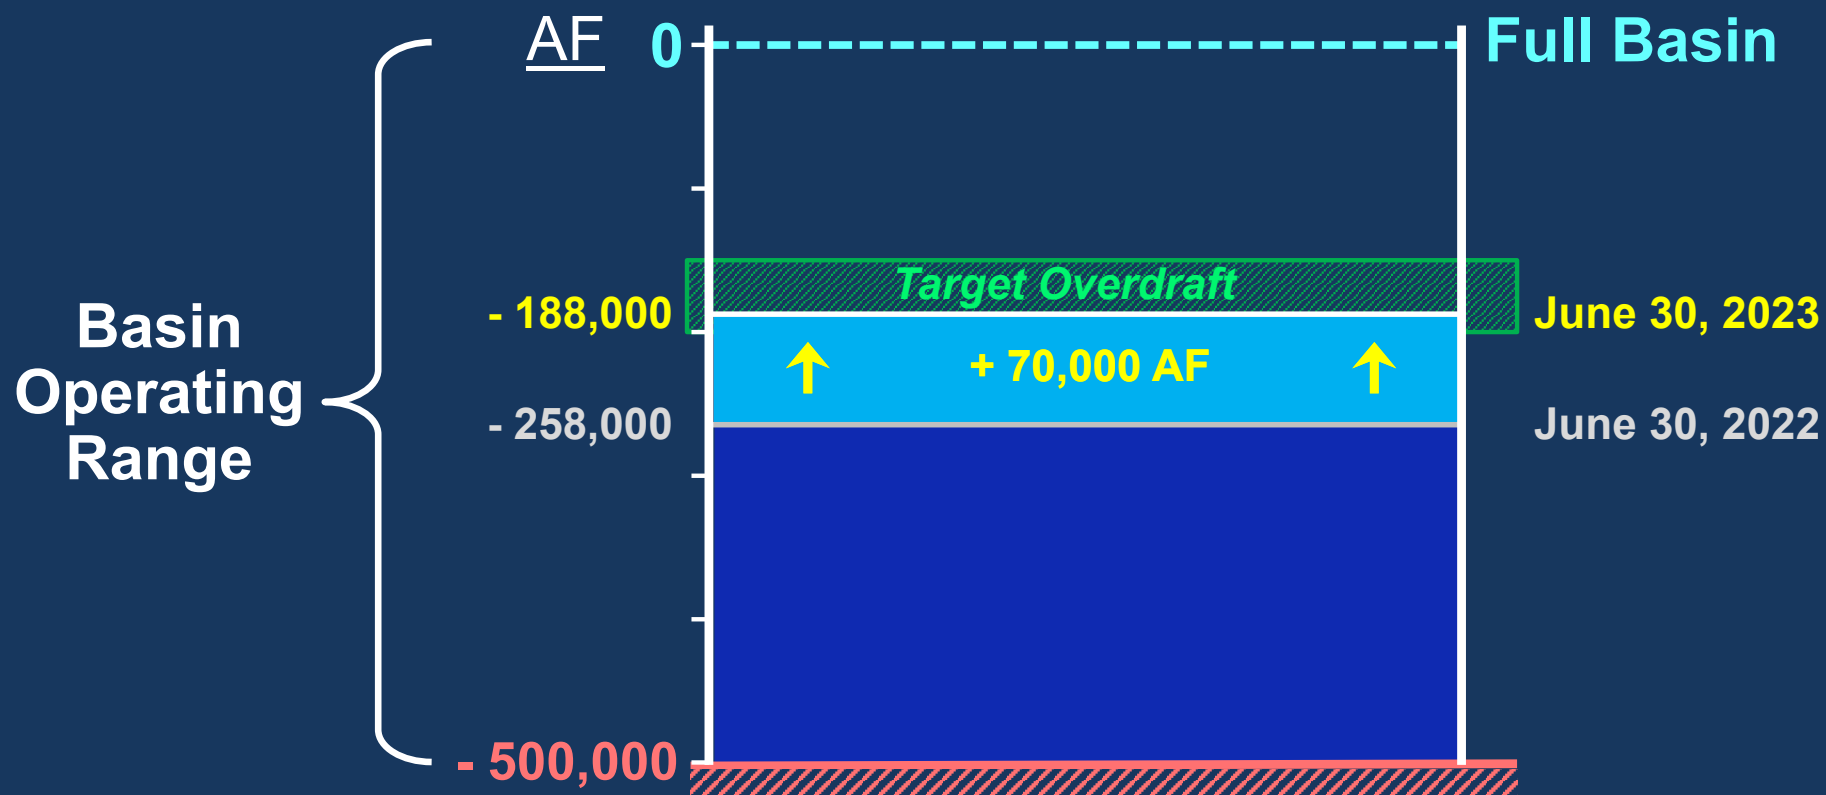 AF
0
Full Basin
Target Overdraft
- 188,000
June 30, 2023
Basin
Operating
Range
+ 70,000 AF
- 258,000
June 30, 2022
- 500,000